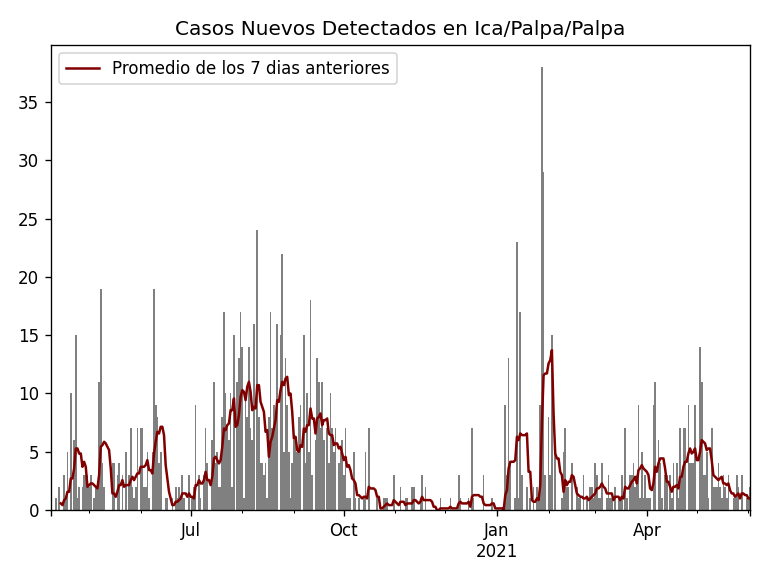 Casos Nuevos Detectados en Ica/Palpa/Palpa
Promedio de los 7 dias anteriores
35
30
25
20
15
10
5
0
Jul
Oct
Jan
2021
Apr